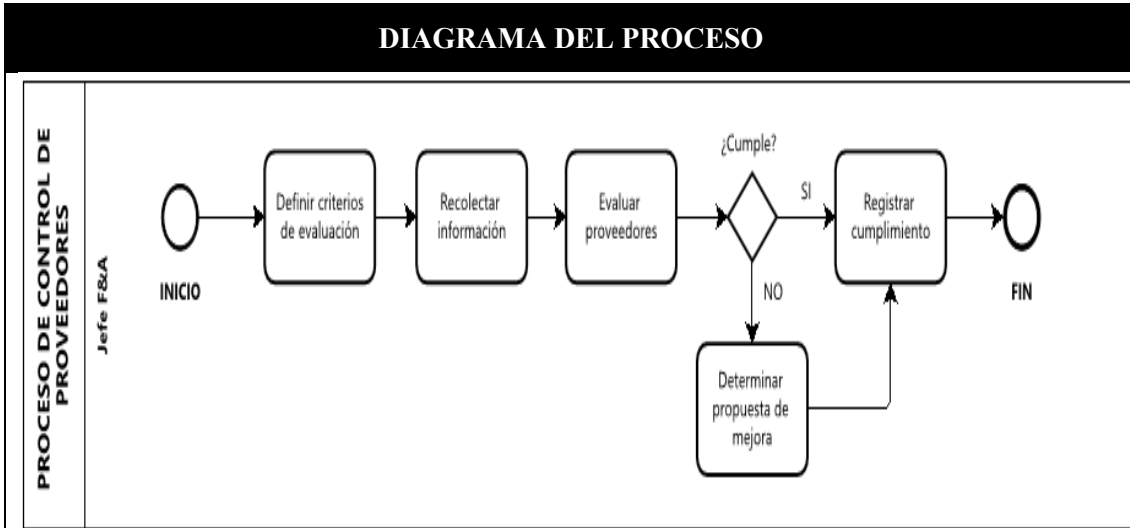 DIAGRAMA DEL PROCESO
PROCESO DE CONTROL DE
PROVEEDORES
Jefe F&A
INICIO
Definir criterios
de evaluación
Recolectar
información
Evaluar
proveedores
¿Cumple?
SI
NO
Registrar
cumplimiento
FIN
Determinar
propuesta de
mejora